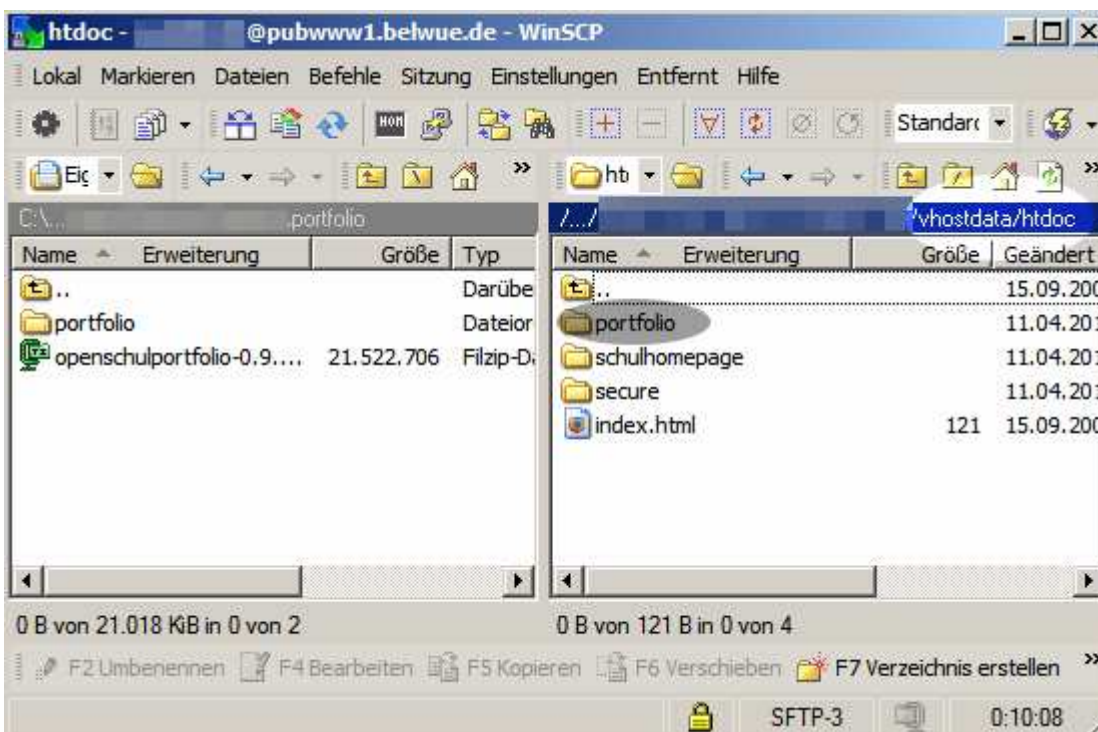 htdoc - @pubwww1.belwue.de - WinSCP
Lokal Markieren Dateien Befehle Sitzung Einstellungen Entfernt Hilfe
Standarc
Eig
ht
C:\... .portfolio
/.../ /vhostdata/htdoc
Name Erweiterung Größe Typ
Name Erweiterung Größe Geändert
.. Darübe
portfolio Dateior
openschulportfolio-0.9.... 21.522.706 Filzip-Da
.. 15.09.200
portfolio 11.04.201
schulhomepage 11.04.201
secure 11.04.201
index.html 121 15.09.200
0 B von 21.018 KiB in 0 von 2
0 B von 121 B in 0 von 4
F2 Umbenennen F4 Bearbeiten F5 Kopieren F6 Verschieben F7 Verzeichnis erstellen
SFTP-3 0:10:08